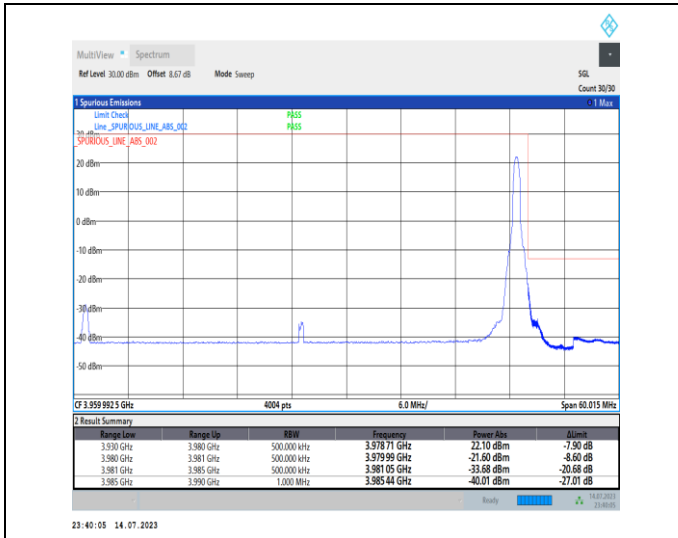 MultiView Spectrum
Ref Level 30.00 dBm Offset 8.67 dB Mode Sweep SGL
Count 30/30
1 Spurious Emissions 1 Max
Limit Check PASS
Line _SPURIOUS_LINE_ABS_002 PASS
30 dBm
_SPURIOUS_LINE_ABS_002
20 dBm
10 dBm
0 dBm
-10 dBm
-20 dBm
-30 dBm
-40 dBm
-50 dBm
CF 3.959 992 5 GHz 4004 pts 6.0 MHz/ Span 60.015 MHz
2 Result Summary
Range Low Range Up RBW Frequency Power Abs ΔLimit
3.930 GHz 3.980 GHz 500.000 kHz 3.978 71 GHz 22.10 dBm -7.90 dB
3.980 GHz 3.981 GHz 500.000 kHz 3.979 99 GHz -21.60 dBm -8.60 dB
3.981 GHz 3.985 GHz 500.000 kHz 3.981 05 GHz -33.68 dBm -20.68 dB
3.985 GHz 3.990 GHz 1.000 MHz 3.985 44 GHz -40.01 dBm -27.01 dB
Ready 14.07.2023
23:40:05
23:40:05 14.07.2023